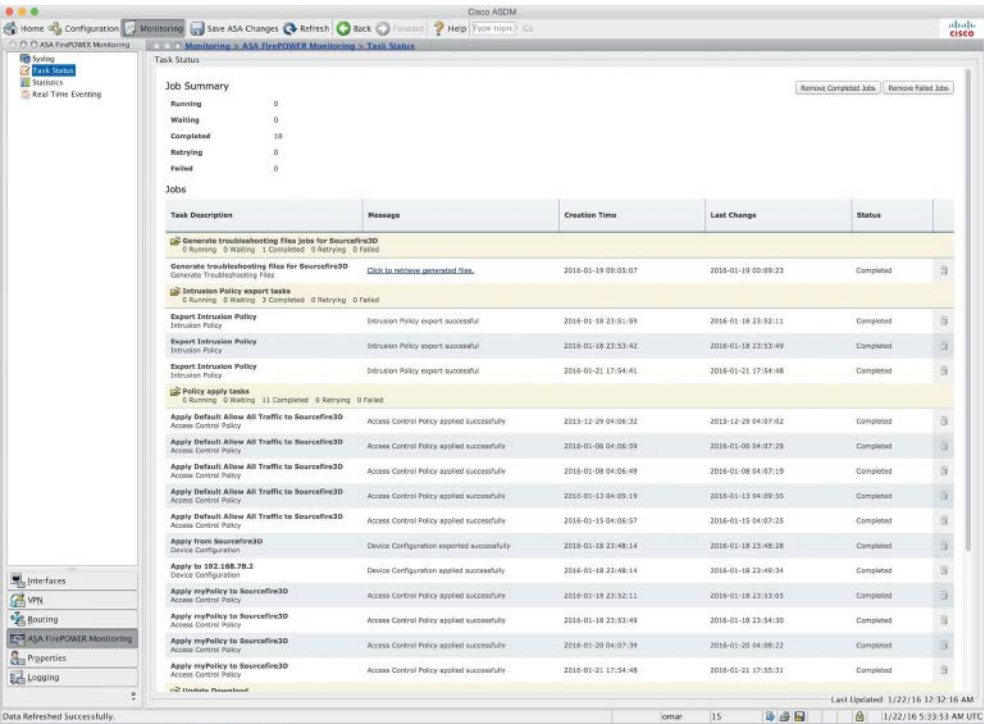 Cisco ASDM
Home Configuration Monitoring Save ASA Changes Refresh Back Forward Help Type topic Go
CISCO
ASA FirePOWER Monitoring
Monitoring > ASA FirePOWER Monitoring > Task Status
Syslog
Task Status
Statistics
Real Time Eventing
Task Status
Job Summary
Remove Completed Jobs Remove Failed Jobs
Running 0
Waiting 0
Completed 18
Retrying 0
Failed 0
Jobs
Task Description Message Creation Time Last Change Status
Generate troubleshooting files jobs for Sourcefire3D
0 Running 0 Waiting 1 Completed 0 Retrying 0 Failed
Generate troubleshooting files for Sourcefire3D Click to retrieve generated files. 2016-01-19 00:05:07 2016-01-19 00:09:23 Completed
Generate Troubleshooting Files
Intrusion Policy export tasks
0 Running 0 Waiting 3 Completed 0 Retrying 0 Failed
Export Intrusion Policy Intrusion Policy export successful 2016-01-18 23:51:59 2016-01-18 23:52:11 Completed
Intrusion Policy
Export Intrusion Policy Intrusion Policy export successful 2016-01-18 23:53:42 2016-01-18 23:53:49 Completed
Intrusion Policy
Export Intrusion Policy Intrusion Policy export successful 2016-01-21 17:54:41 2016-01-21 17:54:48 Completed
Intrusion Policy
Policy apply tasks
0 Running 0 Waiting 11 Completed 0 Retrying 0 Failed
Apply Default Allow All Traffic to Sourcefire3D Access Control Policy applied successfully 2015-12-29 04:06:32 2015-12-29 04:07:02 Completed
Access Control Policy
Apply Default Allow All Traffic to Sourcefire3D Access Control Policy applied successfully 2016-01-06 04:06:59 2016-01-06 04:07:29 Completed
Access Control Policy
Apply Default Allow All Traffic to Sourcefire3D Access Control Policy applied successfully 2016-01-08 04:06:49 2016-01-08 04:07:19 Completed
Access Control Policy
Apply Default Allow All Traffic to Sourcefire3D Access Control Policy applied successfully 2016-01-13 04:09:19 2016-01-13 04:09:50 Completed
Access Control Policy
Apply Default Allow All Traffic to Sourcefire3D Access Control Policy applied successfully 2016-01-15 04:06:57 2016-01-15 04:07:25 Completed
Access Control Policy
Apply from Sourcefire3D Device Configuration exported successfully 2016-01-18 23:48:14 2016-01-18 23:48:28 Completed
Device Configuration
Apply to 192.168.78.2 Device Configuration applied successfully 2016-01-18 23:48:14 2016-01-18 23:49:34 Completed
Device Configuration
Apply myPolicy to Sourcefire3D Access Control Policy applied successfully 2016-01-18 23:52:11 2016-01-18 23:53:05 Completed
Access Control Policy
Apply myPolicy to Sourcefire3D Access Control Policy applied successfully 2016-01-18 23:53:49 2016-01-18 23:54:30 Completed
Access Control Policy
Apply myPolicy to Sourcefire3D Access Control Policy applied successfully 2016-01-20 04:07:39 2016-01-20 04:08:22 Completed
Access Control Policy
Apply myPolicy to Sourcefire3D Access Control Policy applied successfully 2016-01-21 17:54:48 2016-01-21 17:55:31 Completed
Access Control Policy
Update Download
Interfaces
VPN
Routing
ASA FirePOWER Monitoring
Properties
Logging
Last Updated: 1/22/16 12:32:16 AM
Data Refreshed Successfully. omar 15 1/22/16 5:33:53 AM UTC